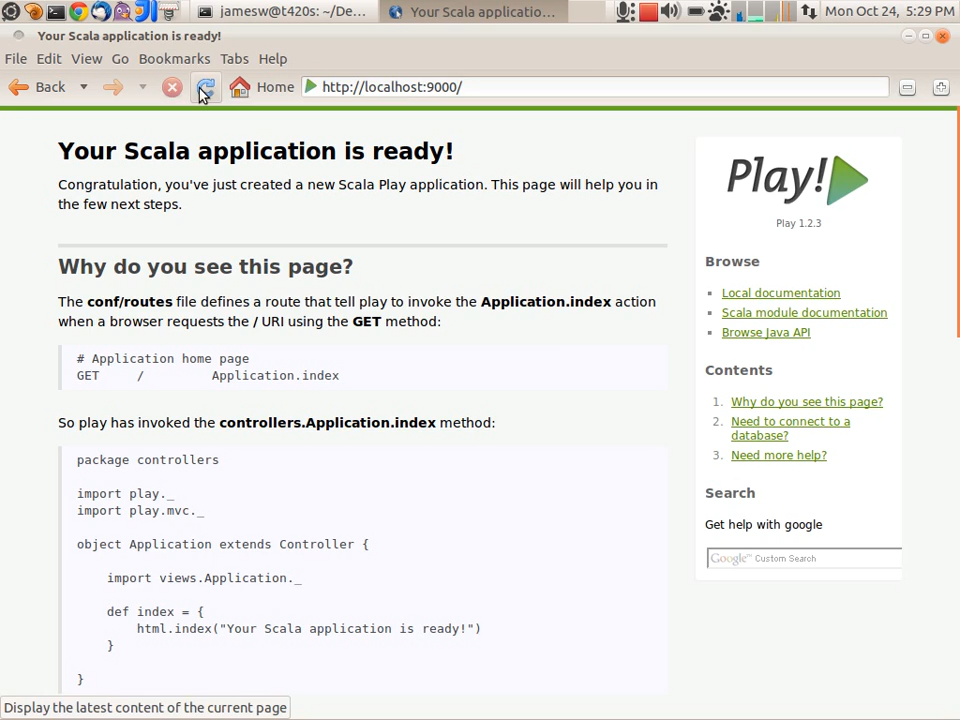 jamesw@t420s: ~/De...
Your Scala applicatio...
Mon Oct 24, 5:29 PM
Your Scala application is ready!
File Edit View Go Bookmarks Tabs Help
Back Home http://localhost:9000/
Your Scala application is ready!
Congratulation, you've just created a new Scala Play application. This page will help you in
the few next steps.
Why do you see this page?
The conf/routes file defines a route that tell play to invoke the Application.index action
when a browser requests the / URI using the GET method:
# Application home page
GET / Application.index
So play has invoked the controllers.Application.index method:
package controllers
import play._
import play.mvc._
object Application extends Controller {
import views.Application._
def index = {
html.index("Your Scala application is ready!")
}
}
Play!
Play 1.2.3
Browse
Local documentation
Scala module documentation
Browse Java API
Contents
1. Why do you see this page?
2. Need to connect to a
database?
3. Need more help?
Search
Get help with google
Google™ Custom Search
Display the latest content of the current page